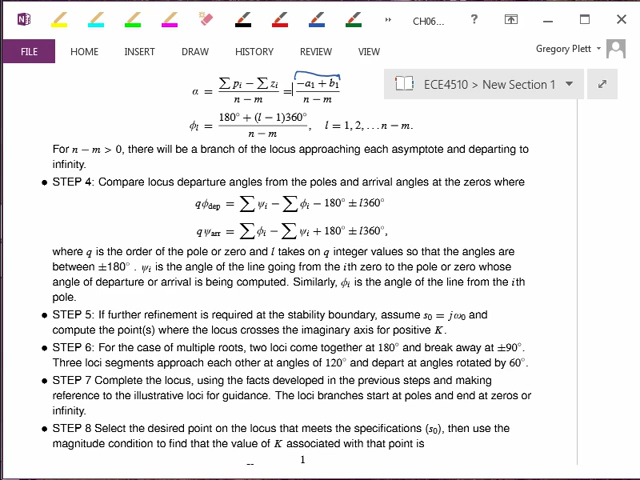 CH06... ?
Gregory Plett
FILE HOME INSERT DRAW HISTORY REVIEW VIEW
ECE4510 > New Section 1
α = (∑ pᵢ − ∑ zᵢ) / (n − m) = (−a₁ + b₁) / (n − m)
ϕₗ = (180° + (l − 1)360°) / (n − m), l = 1, 2, . . . n − m.
For n − m > 0, there will be a branch of the locus approaching each asymptote and departing to
infinity.
• STEP 4: Compare locus departure angles from the poles and arrival angles at the zeros where
qϕdep = ∑ ψᵢ − ∑ ϕᵢ − 180° ± l360°
qψarr = ∑ ϕᵢ − ∑ ψᵢ + 180° ± l360°,
where q is the order of the pole or zero and l takes on q integer values so that the angles are
between ±180° . ψᵢ is the angle of the line going from the ith zero to the pole or zero whose
angle of departure or arrival is being computed. Similarly, ϕᵢ is the angle of the line from the ith
pole.
• STEP 5: If further refinement is required at the stability boundary, assume s₀ = jω₀ and
compute the point(s) where the locus crosses the imaginary axis for positive K.
• STEP 6: For the case of multiple roots, two loci come together at 180° and break away at ±90°.
Three loci segments approach each other at angles of 120° and depart at angles rotated by 60°.
• STEP 7 Complete the locus, using the facts developed in the previous steps and making
reference to the illustrative loci for guidance. The loci branches start at poles and end at zeros or
infinity.
• STEP 8 Select the desired point on the locus that meets the specifications (s₀), then use the
magnitude condition to find that the value of K associated with that point is
1